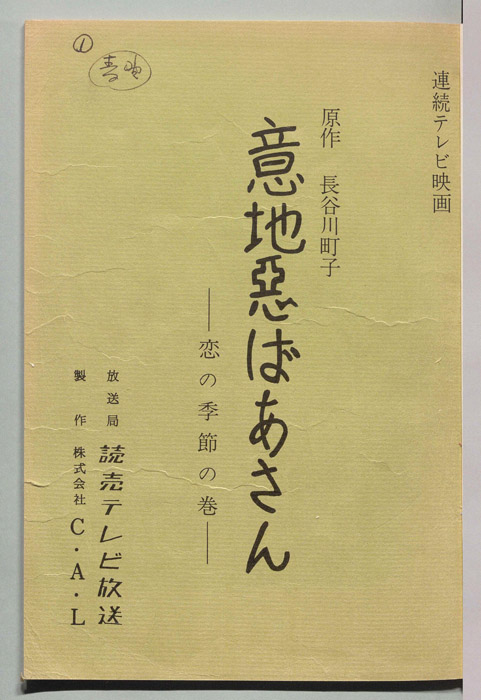 連続テレビ映画
原作 長谷川町子
意地悪ばあさん
―恋の季節の巻―
放送局 読売テレビ放送
製作 株式会社 C・A・L
①